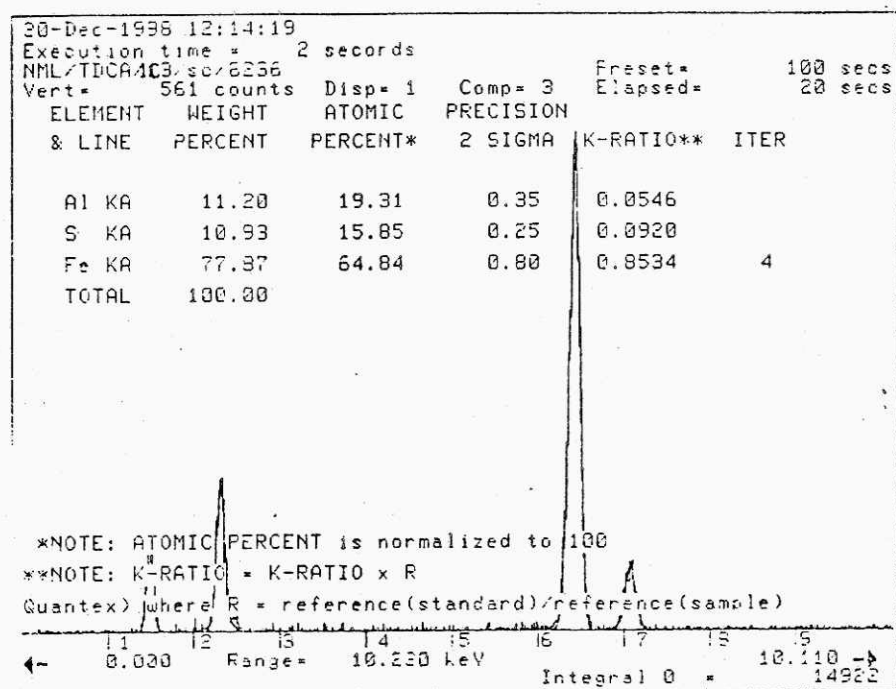 20-Dec-1996 12:14:19
Execution time = 2 seconds
NML/TDCA/ sc/6236 Preset= 100 secs
Vert= 561 counts Disp= 1 Comp= 3 Elapsed= 20 secs
ELEMENT WEIGHT ATOMIC PRECISION
& LINE PERCENT PERCENT* 2 SIGMA K-RATIO** ITER
Al KA 11.20 19.31 0.35 0.0546
S KA 10.93 15.85 0.25 0.0920
Fe KA 77.87 64.84 0.80 0.8534 4
TOTAL 100.00
*NOTE: ATOMIC PERCENT is normalized to 100
**NOTE: K-RATIO = K-RATIO x R
Quantex) where R = reference(standard)/reference(sample)
1 2 3 4 5 6 7 8 9
<- 0.000 Range= 10.230 keV 10.110 ->
Integral 0 = 14922